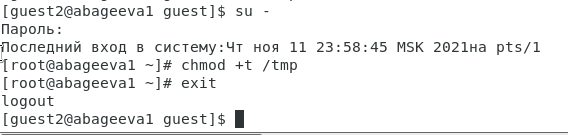 [guest2@abageeva1 guest]$ su -
Пароль:
Последний вход в систему:Чт ноя 11 23:58:45 MSK 2021на pts/1
[root@abageeva1 ~]# chmod +t /tmp
[root@abageeva1 ~]# exit
logout
[guest2@abageeva1 guest]$